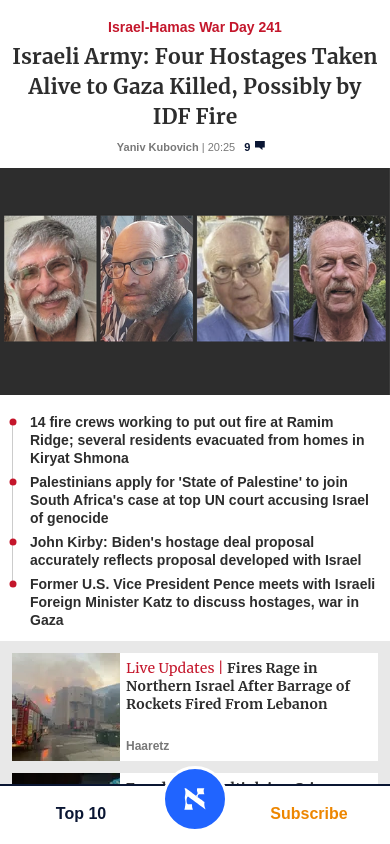 Israel-Hamas War Day 241
Israeli Army: Four Hostages Taken
Alive to Gaza Killed, Possibly by
IDF Fire
Yaniv Kubovich | 20:25 9
14 fire crews working to put out fire at Ramim
Ridge; several residents evacuated from homes in
Kiryat Shmona
Palestinians apply for 'State of Palestine' to join
South Africa's case at top UN court accusing Israel
of genocide
John Kirby: Biden's hostage deal proposal
accurately reflects proposal developed with Israel
Former U.S. Vice President Pence meets with Israeli
Foreign Minister Katz to discuss hostages, war in
Gaza
Live Updates | Fires Rage in
Northern Israel After Barrage of
Rockets Fired From Lebanon
Haaretz
Top 10
Subscribe